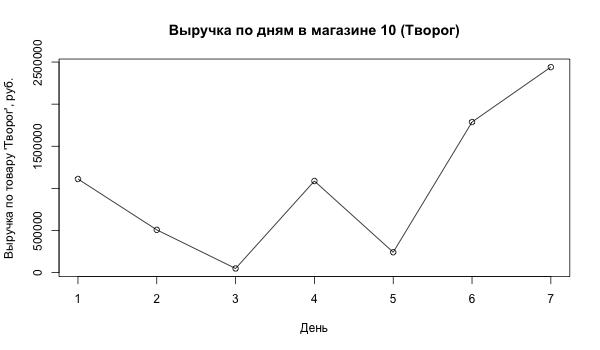 Выручка по дням в магазине 10 (Творог)
Выручка по товару 'Творог', руб.
2500000
1500000
500000
0
1 2 3 4 5 6 7
День